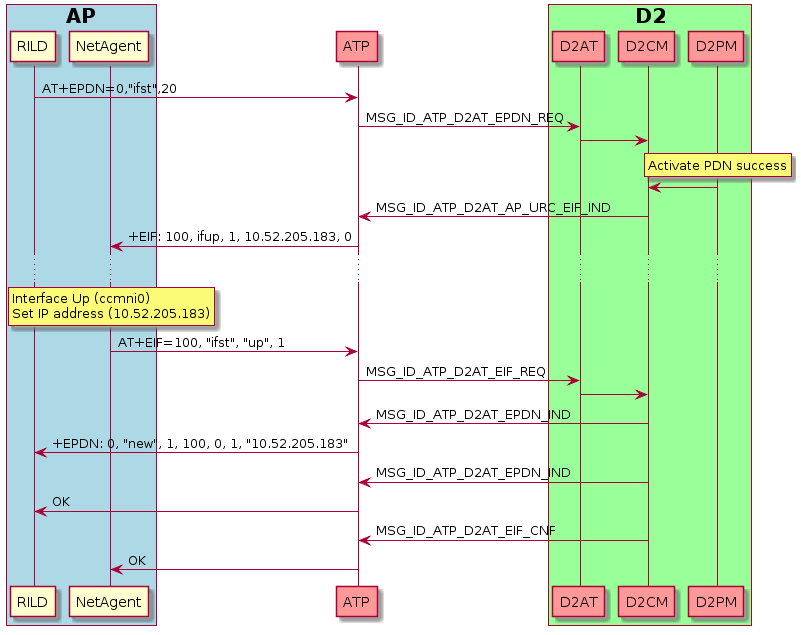 AP
D2
RILD
NetAgent
ATP
D2AT
D2CM
D2PM
AT+EPDN=0,"ifst",20
MSG_ID_ATP_D2AT_EPDN_REQ
Activate PDN success
MSG_ID_ATP_D2AT_AP_URC_EIF_IND
+EIF: 100, ifup, 1, 10.52.205.183, 0
Interface Up (ccmni0)
Set IP address (10.52.205.183)
AT+EIF=100, "ifst", "up", 1
MSG_ID_ATP_D2AT_EIF_REQ
MSG_ID_ATP_D2AT_EPDN_IND
+EPDN: 0, "new", 1, 100, 0, 1, "10.52.205.183"
MSG_ID_ATP_D2AT_EPDN_IND
OK
MSG_ID_ATP_D2AT_EIF_CNF
OK
RILD
NetAgent
ATP
D2AT
D2CM
D2PM